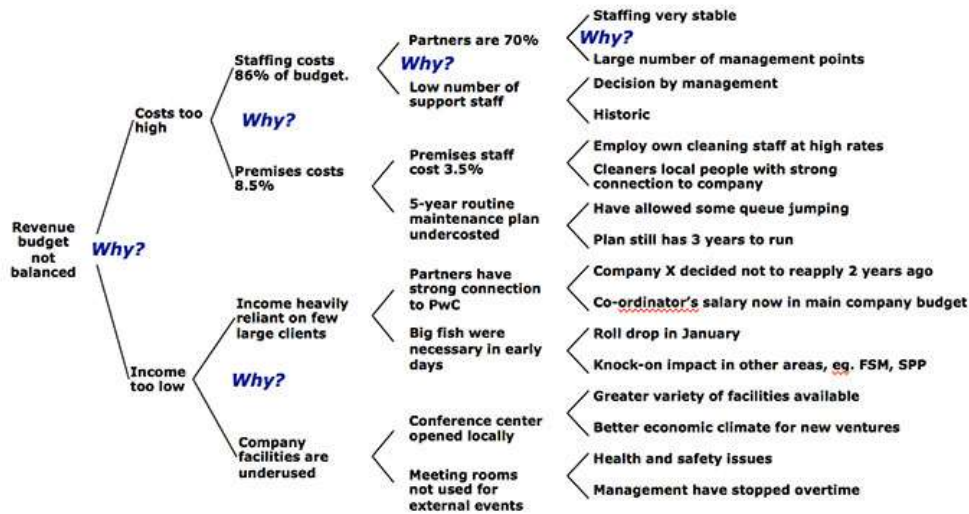 Revenue
budget
not
balanced
Why?
Costs too
high
Why?
Staffing costs
86% of budget.
Why?
Partners are 70%
Why?
Staffing very stable
Large number of management points
Low number of
support staff
Decision by management
Historic
Premises costs
8.5%
Premises staff
cost 3.5%
Employ own cleaning staff at high rates
Cleaners local people with strong
connection to company
5-year routine
maintenance plan
undercosted
Have allowed some queue jumping
Plan still has 3 years to run
Income
too low
Why?
Income heavily
reliant on few
large clients
Partners have
strong connection
to PwC
Company X decided not to reapply 2 years ago
Co-ordinator's salary now in main company budget
Big fish were
necessary in early
days
Roll drop in January
Knock-on impact in other areas, eg. FSM, SPP
Company
facilities are
underused
Conference center
opened locally
Greater variety of facilities available
Better economic climate for new ventures
Meeting rooms
not used for
external events
Health and safety issues
Management have stopped overtime